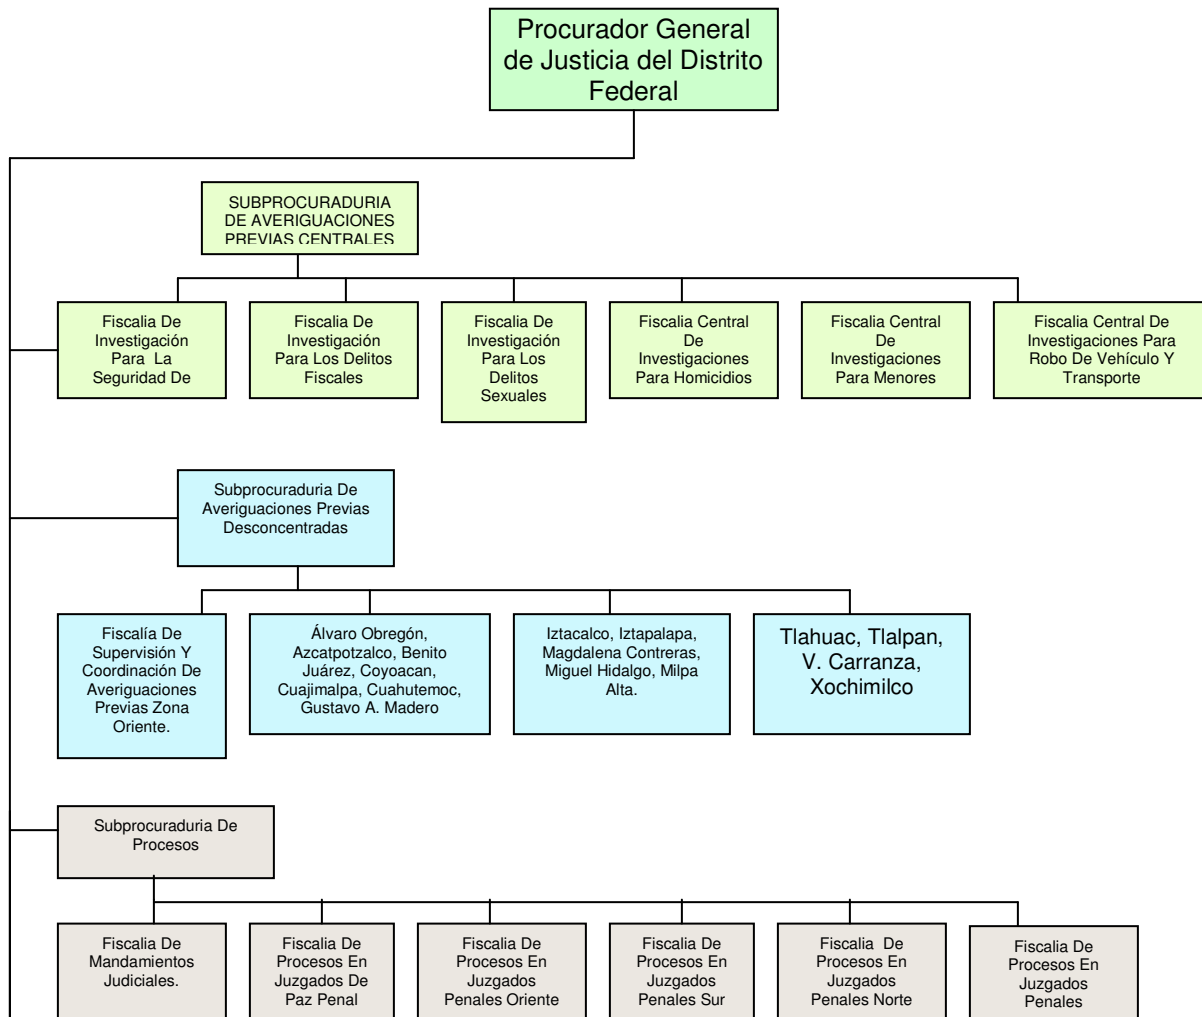 Procurador General
de Justicia del Distrito
Federal
SUBPROCURADURIA
DE AVERIGUACIONES
PREVIAS CENTRALES
Fiscalia De
Investigación
Para La
Seguridad De
Fiscalia De
Investigación
Para Los Delitos
Fiscales
Fiscalia De
Investigación
Para Los
Delitos
Sexuales
Fiscalia Central
De
Investigaciones
Para Homicidios
Fiscalia Central
De
Investigaciones
Para Menores
Fiscalia Central De
Investigaciones Para
Robo De Vehículo Y
Transporte
Subprocuraduria De
Averiguaciones Previas
Desconcentradas
Fiscalía De
Supervisión Y
Coordinación De
Averiguaciones
Previas Zona
Oriente.
Álvaro Obregón,
Azcatpotzalco, Benito
Juárez, Coyoacan,
Cuajimalpa, Cuahutemoc,
Gustavo A. Madero
Iztacalco, Iztapalapa,
Magdalena Contreras,
Miguel Hidalgo, Milpa
Alta.
Tlahuac, Tlalpan,
V. Carranza,
Xochimilco
Subprocuraduria De
Procesos
Fiscalia De
Mandamientos
Judiciales.
Fiscalia De
Procesos En
Juzgados De
Paz Penal
Fiscalia De
Procesos En
Juzgados
Penales Oriente
Fiscalia De
Procesos En
Juzgados
Penales Sur
Fiscalia De
Procesos En
Juzgados
Penales Norte
Fiscalia De
Procesos En
Juzgados
Penales